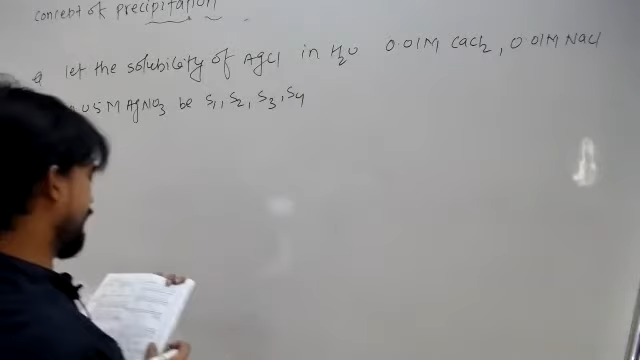 concept of precipitation
Q let the solubility of AgCl in H₂O 0.01M CaCl₂, 0.01M NaCl
0.05M AgNO₃ be S₁, S₂, S₃, S₄